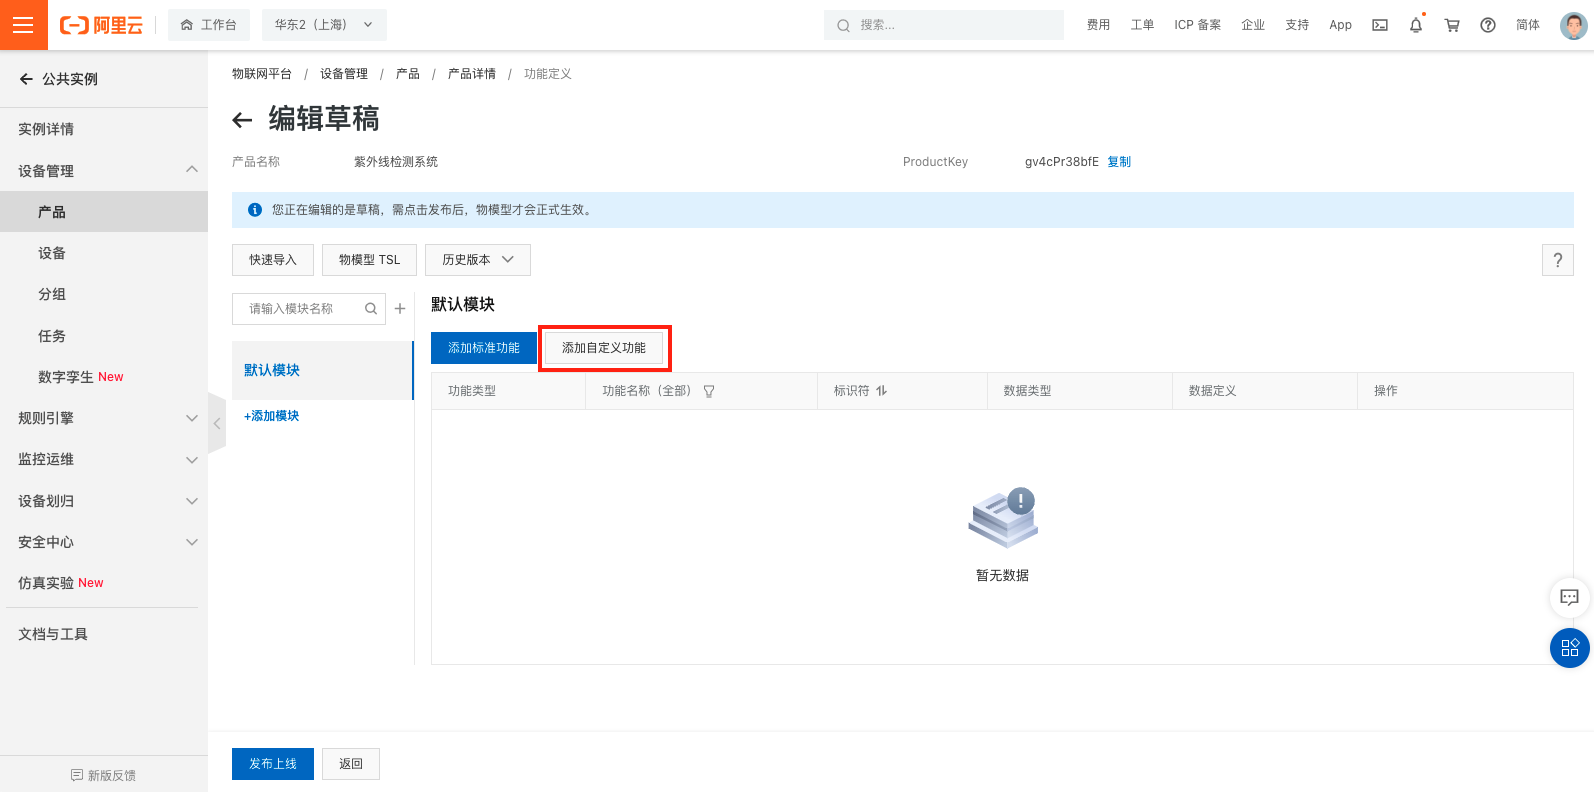 阿里云
工作台
华东2（上海）
搜索...
费用
工单
ICP 备案
企业
支持
App
简体
公共实例
实例详情
设备管理
产品
设备
分组
任务
数字孪生 New
规则引擎
监控运维
设备划归
安全中心
仿真实验 New
文档与工具
新版反馈
物联网平台 / 设备管理 / 产品 / 产品详情 / 功能定义
编辑草稿
产品名称 紫外线检测系统
ProductKey gv4cPr38bfE 复制
您正在编辑的是草稿，需点击发布后，物模型才会正式生效。
快速导入
物模型 TSL
历史版本
?
请输入模块名称
默认模块
+添加模块
默认模块
添加标准功能
添加自定义功能
功能类型
功能名称（全部）
标识符
数据类型
数据定义
操作
暂无数据
发布上线
返回